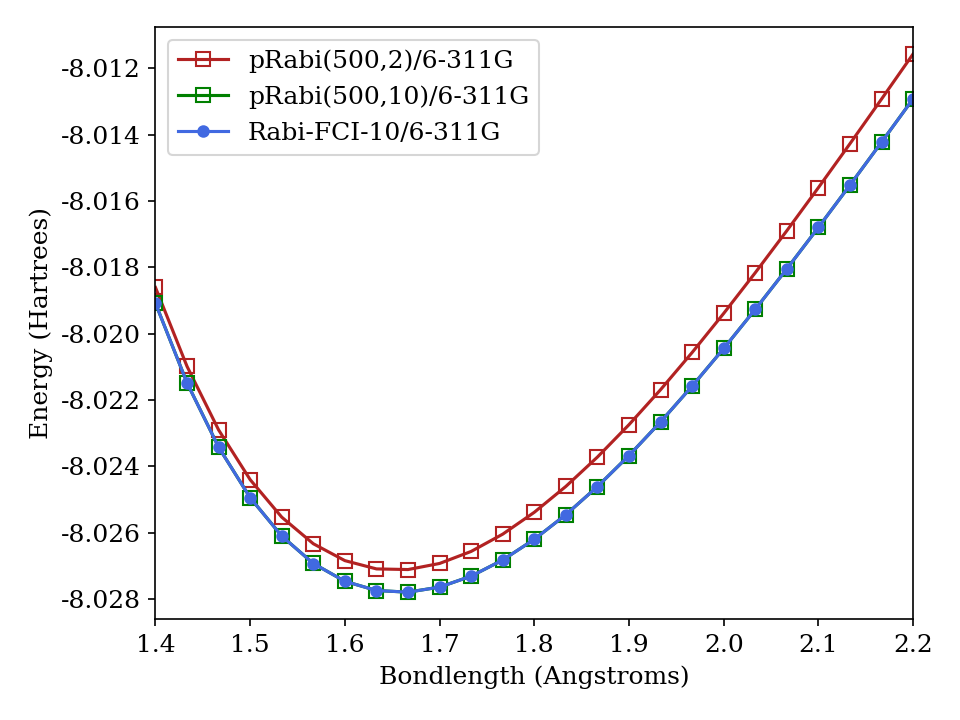 pRabi(500,2)/6-311G
pRabi(500,10)/6-311G
Rabi-FCI-10/6-311G
-8.012
-8.014
-8.016
-8.018
-8.020
-8.022
-8.024
-8.026
-8.028
Energy (Hartrees)
1.4 1.5 1.6 1.7 1.8 1.9 2.0 2.1 2.2
Bondlength (Angstroms)